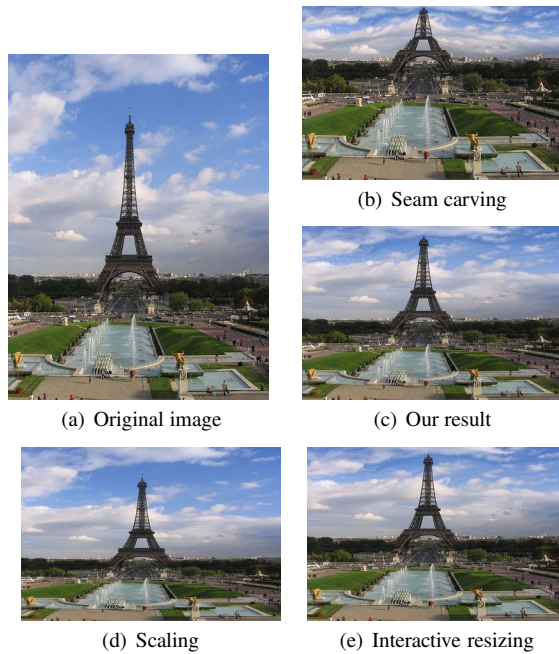 (b) Seam carving
(a) Original image
(c) Our result
(d) Scaling
(e) Interactive resizing